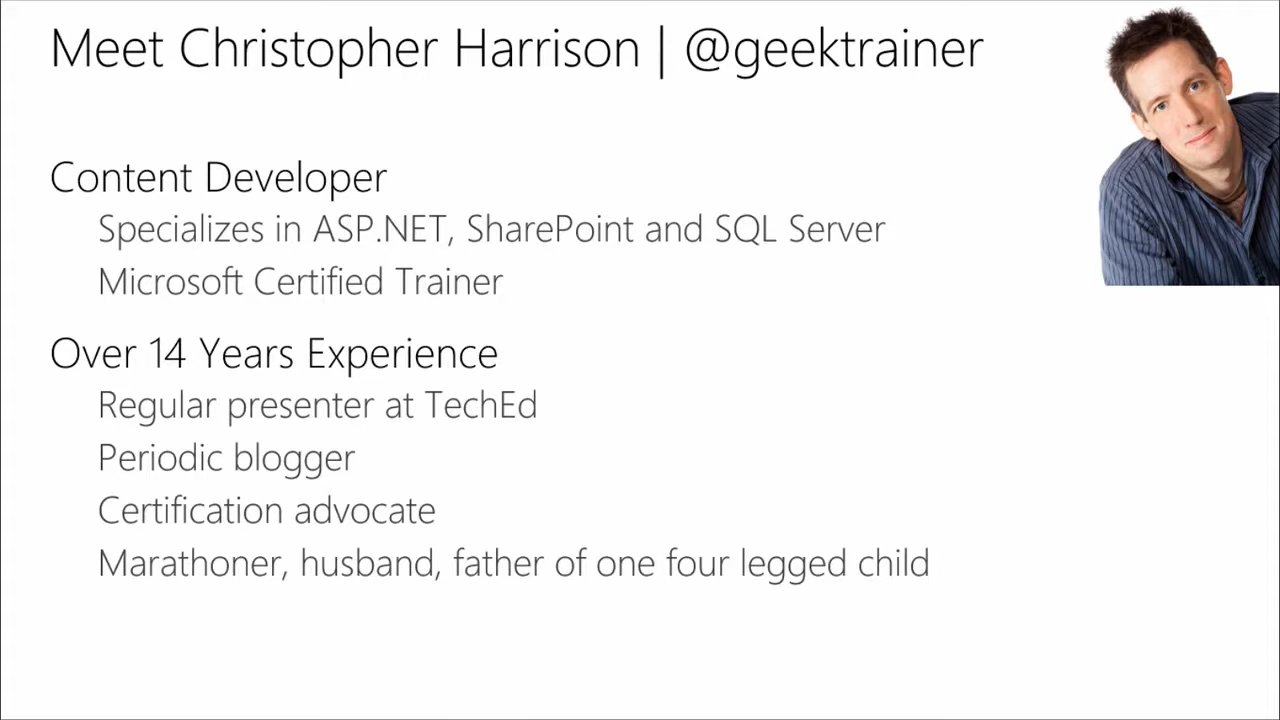 Meet Christopher Harrison | @geektrainer
Content Developer
Specializes in ASP.NET, SharePoint and SQL Server
Microsoft Certified Trainer
Over 14 Years Experience
Regular presenter at TechEd
Periodic blogger
Certification advocate
Marathoner, husband, father of one four legged child